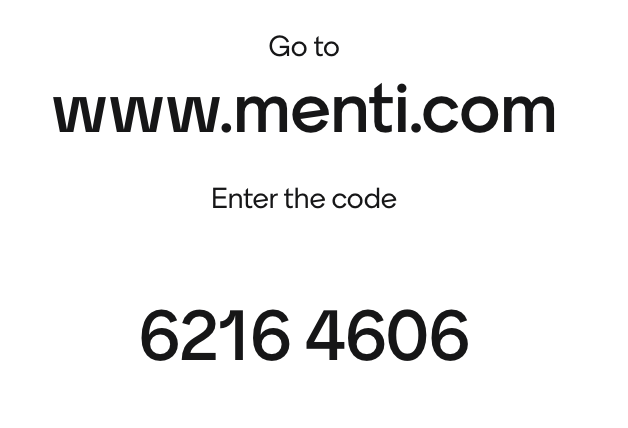 Go to
www.menti.com
Enter the code
6216 4606